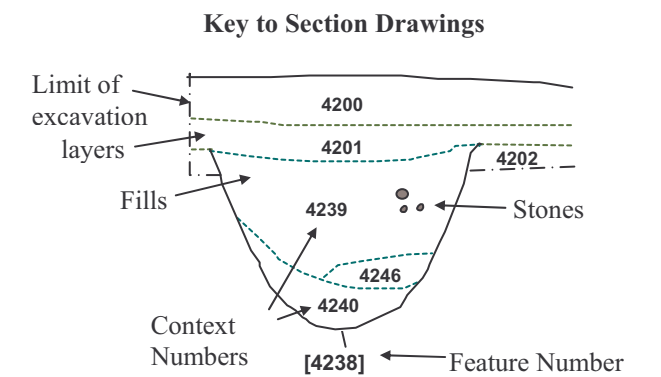 Key to Section Drawings
Limit of
excavation
layers
4200
4201
4202
Fills
4239
Stones
4246
4240
Context
Numbers
[4238]
Feature Number